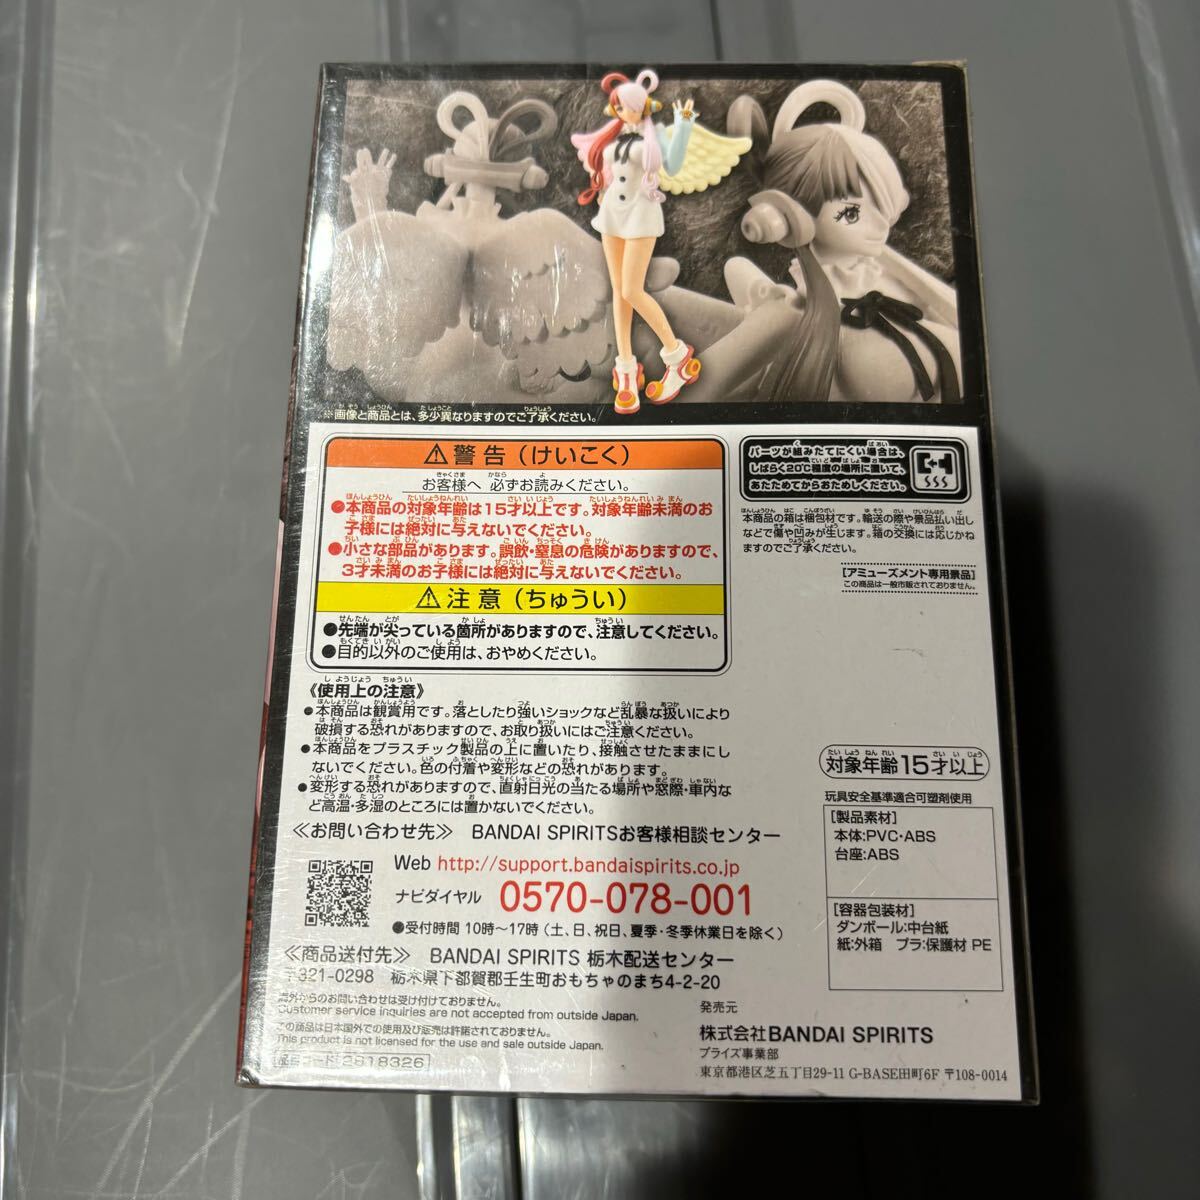 ※画像と商品とは、多少異なりますのでご了承ください。
⚠警告（けいこく）
お客様へ 必ずお読みください。
●本商品の対象年齢は15才以上です。対象年齢未満のお
子様には絶対に与えないでください。
●小さな部品があります。誤飲・窒息の危険がありますので、
3才未満のお子様には絶対に与えないでください。
⚠注意（ちゅうい）
●先端が尖っている箇所がありますので、注意してください。
●目的以外のご使用は、おやめください。
パーツが組みたてにくい場合は、
しばらく20℃程度の場所に置いて、
あたためてからおためしください。
本商品の箱は梱包材です。輸送の際や景品払い出し
などで傷や凹みが生じます。箱の交換には応じかね
ますのでご了承ください。
[アミューズメント専用景品]
この商品は一般市販されておりません。
《使用上の注意》
●本商品は観賞用です。落としたり強いショックなど乱暴な扱いにより
破損する恐れがありますので、お取り扱いにはご注意ください。
●本商品をプラスチック製品の上に置いたり、接触させたままにし
ないでください。色の付着や変形などの恐れがあります。
●変形する恐れがありますので、直射日光の当たる場所や窓際・車内な
ど高温・多湿のところには置かないでください。
対象年齢15才以上
玩具安全基準適合可塑剤使用
[製品素材]
本体:PVC・ABS
台座:ABS
[容器包装材]
ダンボール:中台紙
紙:外箱 プラ:保護材 PE
≪お問い合わせ先≫ BANDAI SPIRITSお客様相談センター
Web http://support.bandaispirits.co.jp
ナビダイヤル 0570-078-001
●受付時間 10時～17時（土、日、祝日、夏季・冬季休業日を除く）
≪商品送付先≫ BANDAI SPIRITS 栃木配送センター
〒321-0298 栃木県下都賀郡壬生町おもちゃのまち4-2-20
海外からのお問い合わせは受け付けておりません。
Customer service inquiries are not accepted from outside Japan.
この商品は日本国外での使用及び販売は許諾されておりません。
This product is not licensed for the use and sale outside Japan.
品番コード 2818326
発売元
株式会社BANDAI SPIRITS
プライズ事業部
東京都港区芝五丁目29-11 G-BASE田町6F 〒108-0014